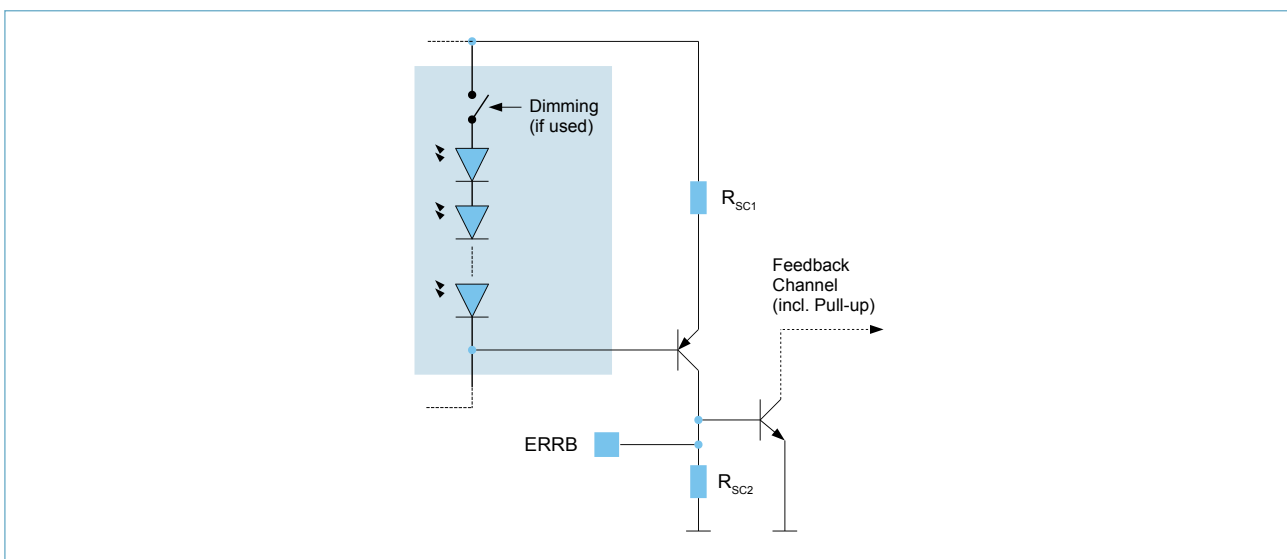 Dimming
(if used)
R_SC1
Feedback
Channel
(incl. Pull-up)
ERRB
R_SC2